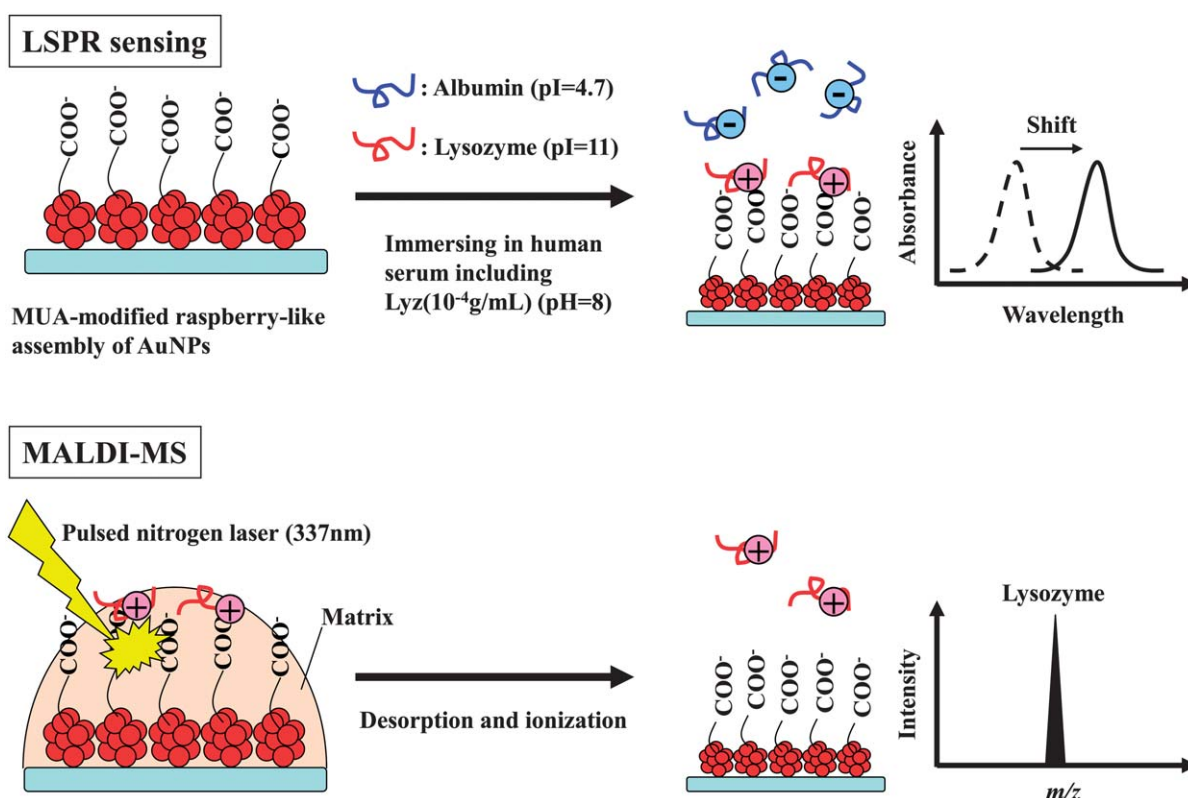 LSPR sensing
COO-
COO-
COO-
COO-
COO-
: Albumin (pI=4.7)
: Lysozyme (pI=11)
Immersing in human
serum including
Lyz(10-4g/mL) (pH=8)
MUA-modified raspberry-like
assembly of AuNPs
-
-
-
+
+
COO-
COO-
COO-
COO-
COO-
Absorbance
Shift
Wavelength
MALDI-MS
Pulsed nitrogen laser (337nm)
+
+
COO-
COO-
COO-
COO-
Matrix
Desorption and ionization
+
+
COO-
COO-
COO-
COO-
COO-
Intensity
Lysozyme
m/z